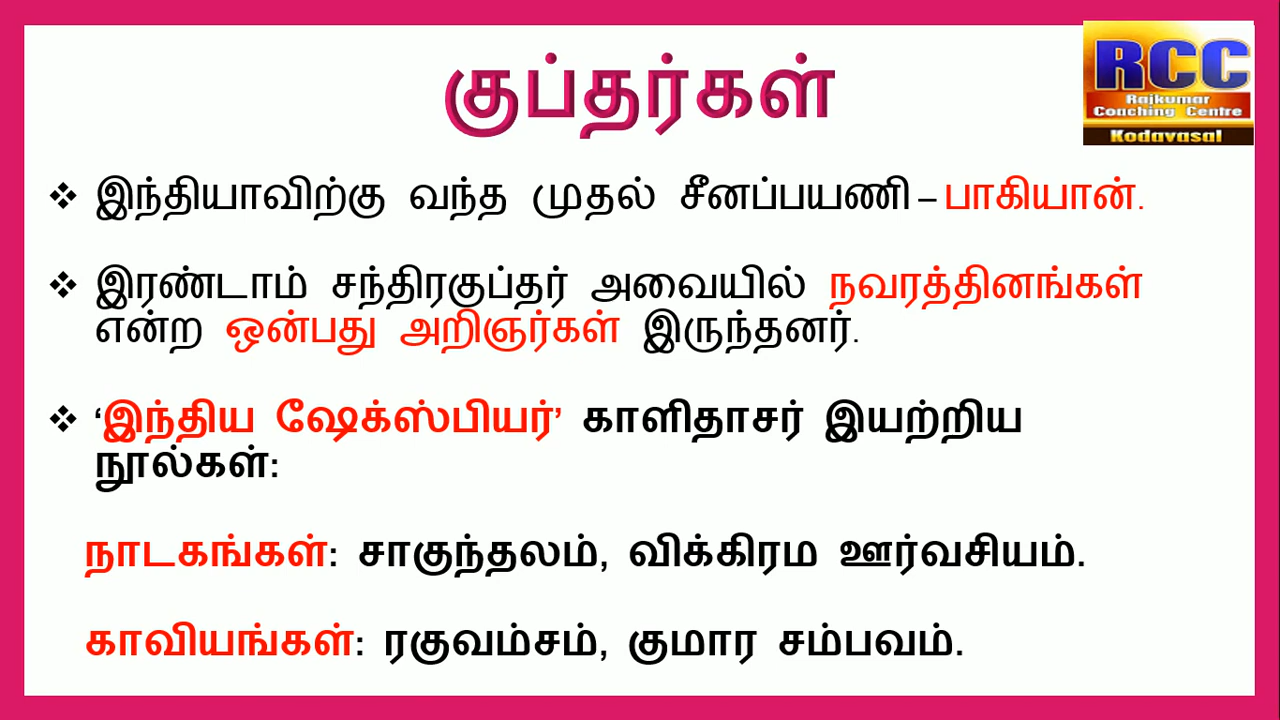 குப்தர்கள்
RCC
Rajkumar
Coaching Centre
Kodavasal
❖ இந்தியாவிற்கு வந்த முதல் சீனப்பயணி – பாகியான்.
❖ இரண்டாம் சந்திரகுப்தர் அவையில் நவரத்தினங்கள்
என்ற ஒன்பது அறிஞர்கள் இருந்தனர்.
❖ ‘இந்திய ஷேக்ஸ்பியர்’ காளிதாசர் இயற்றிய
நூல்கள்:
நாடகங்கள்: சாகுந்தலம், விக்கிரம ஊர்வசியம்.
காவியங்கள்: ரகுவம்சம், குமார சம்பவம்.